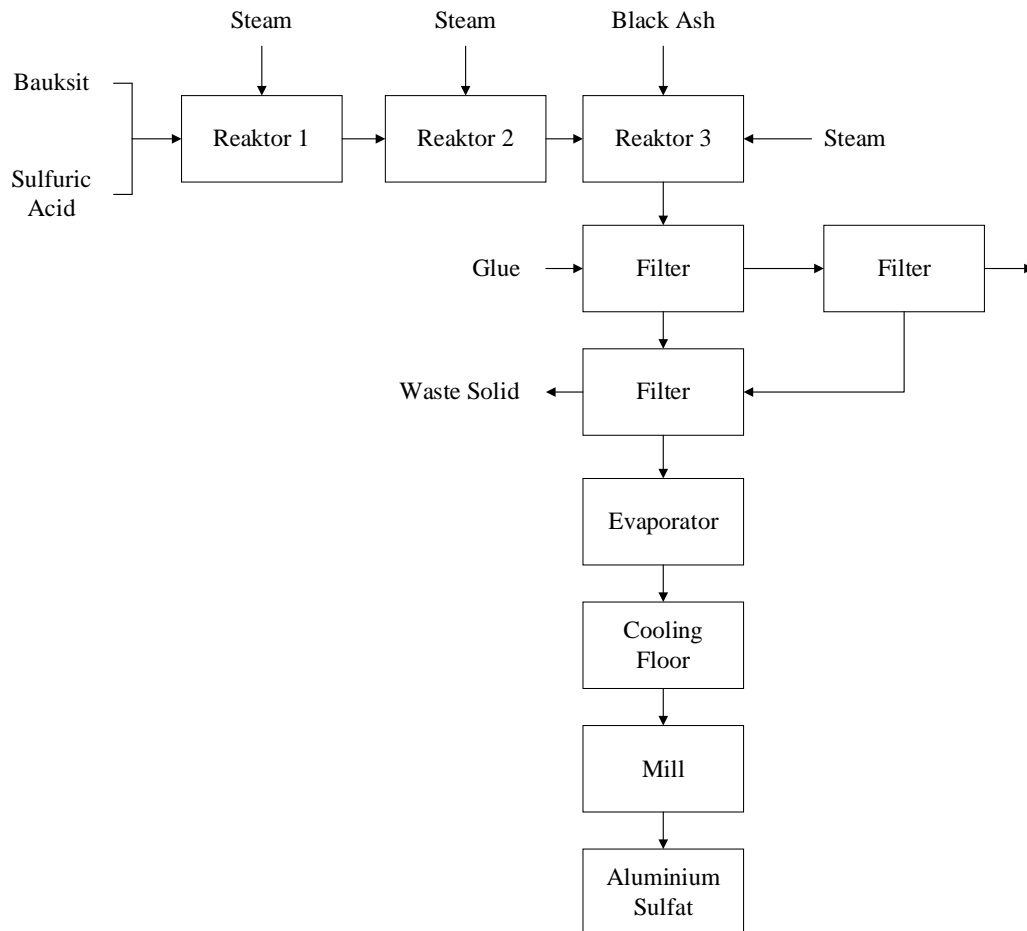 Steam
Steam
Black Ash
Bauksit
Sulfuric
Acid
Reaktor 1
Reaktor 2
Reaktor 3
Steam
Glue
Filter
Filter
Waste Solid
Filter
Evaporator
Cooling
Floor
Mill
Aluminium
Sulfat